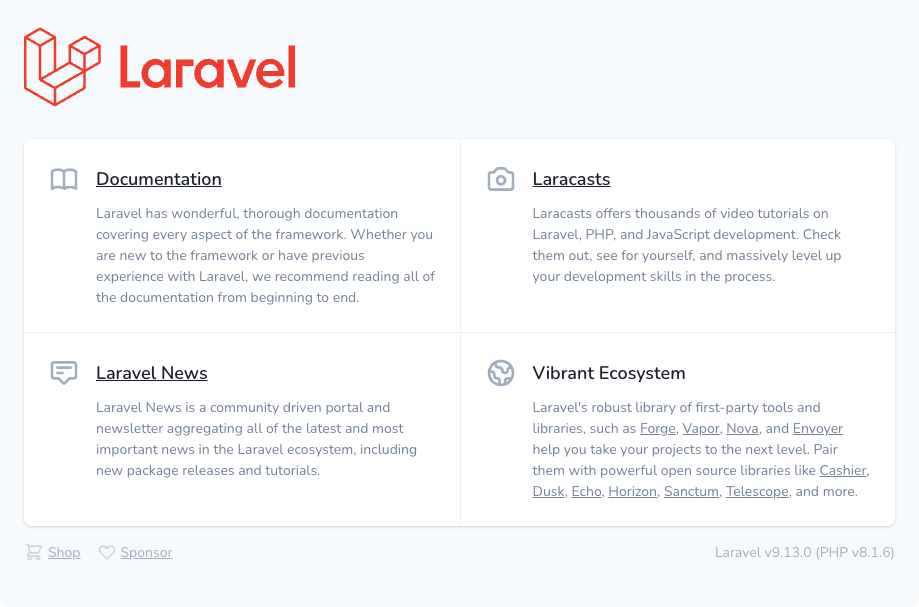 Laravel
Documentation
Laravel has wonderful, thorough documentation
covering every aspect of the framework. Whether you
are new to the framework or have previous
experience with Laravel, we recommend reading all of
the documentation from beginning to end.
Laracasts
Laracasts offers thousands of video tutorials on
Laravel, PHP, and JavaScript development. Check
them out, see for yourself, and massively level up
your development skills in the process.
Laravel News
Laravel News is a community driven portal and
newsletter aggregating all of the latest and most
important news in the Laravel ecosystem, including
new package releases and tutorials.
Vibrant Ecosystem
Laravel's robust library of first-party tools and
libraries, such as Forge, Vapor, Nova, and Envoyer
help you take your projects to the next level. Pair
them with powerful open source libraries like Cashier,
Dusk, Echo, Horizon, Sanctum, Telescope, and more.
Shop
Sponsor
Laravel v9.13.0 (PHP v8.1.6)